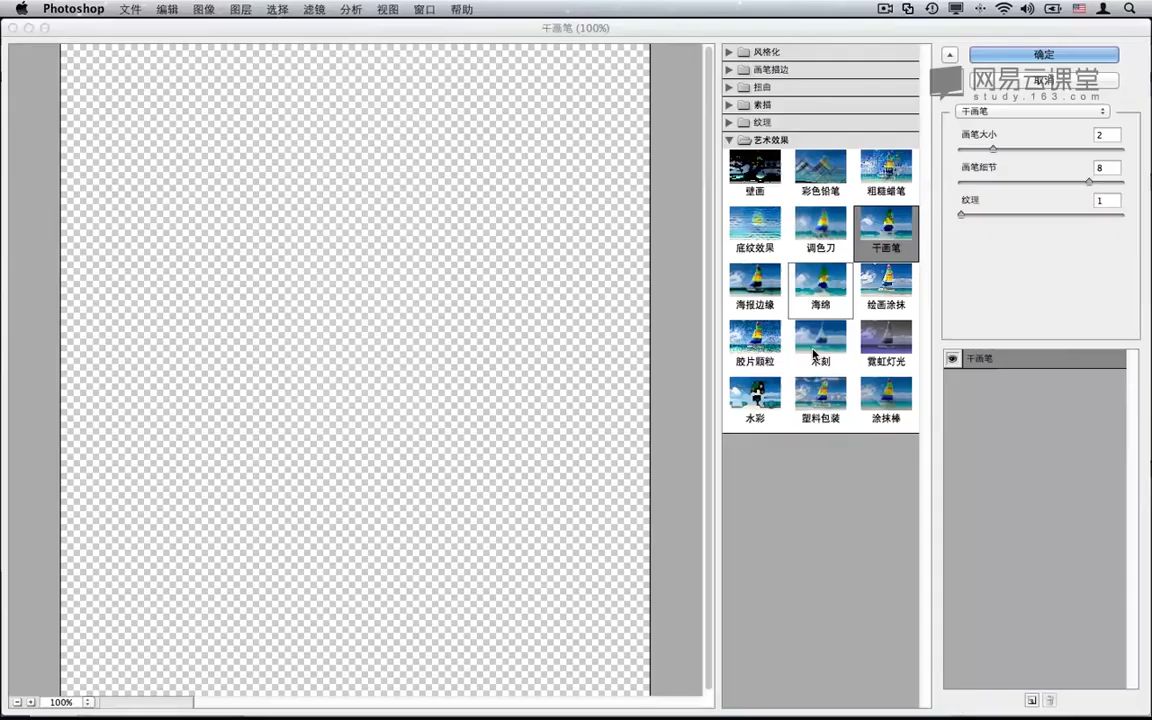 Photoshop 文件 编辑 图像 图层 选择 滤镜 分析 视图 窗口 帮助
干画笔 (100%)
风格化
画笔描边
扭曲
素描
纹理
艺术效果
壁画 彩色铅笔 粗糙蜡笔
底纹效果 调色刀 干画笔
海报边缘 海绵 绘画涂抹
胶片颗粒 木刻 霓虹灯光
水彩 塑料包装 涂抹棒
确定
取消
网易云课堂
study.163.com
干画笔
画笔大小 2
画笔细节 8
纹理 1
干画笔
100%